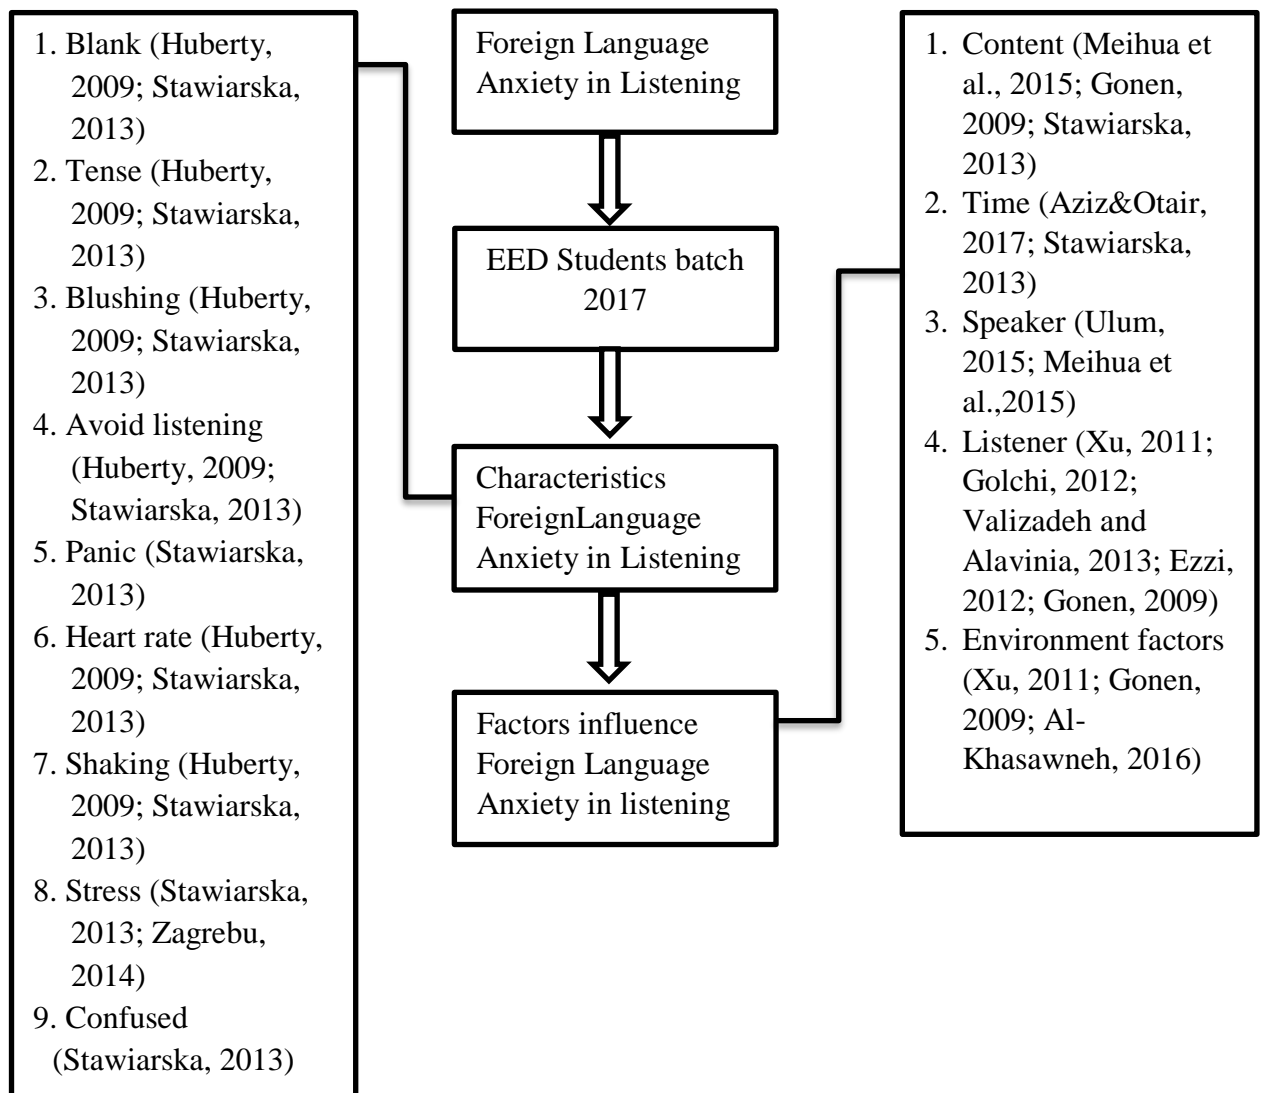 1. Blank (Huberty,
2009; Stawiarska,
2013)
2. Tense (Huberty,
2009; Stawiarska,
2013)
3. Blushing (Huberty,
2009; Stawiarska,
2013)
4. Avoid listening
(Huberty, 2009;
Stawiarska, 2013)
5. Panic (Stawiarska,
2013)
6. Heart rate (Huberty,
2009; Stawiarska,
2013)
7. Shaking (Huberty,
2009; Stawiarska,
2013)
8. Stress (Stawiarska,
2013; Zagrebu,
2014)
9. Confused
(Stawiarska, 2013)
Foreign Language
Anxiety in Listening
EED Students batch
2017
Characteristics
ForeignLanguage
Anxiety in Listening
Factors influence
Foreign Language
Anxiety in listening
1. Content (Meihua et
al., 2015; Gonen,
2009; Stawiarska,
2013)
2. Time (Aziz&Otair,
2017; Stawiarska,
2013)
3. Speaker (Ulum,
2015; Meihua et
al.,2015)
4. Listener (Xu, 2011;
Golchi, 2012;
Valizadeh and
Alavinia, 2013; Ezzi,
2012; Gonen, 2009)
5. Environment factors
(Xu, 2011; Gonen,
2009; Al-
Khasawneh, 2016)